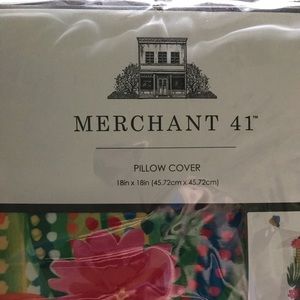 MERCHANT 41™
PILLOW COVER
18in x 18in (45.72cm x 45.72cm)